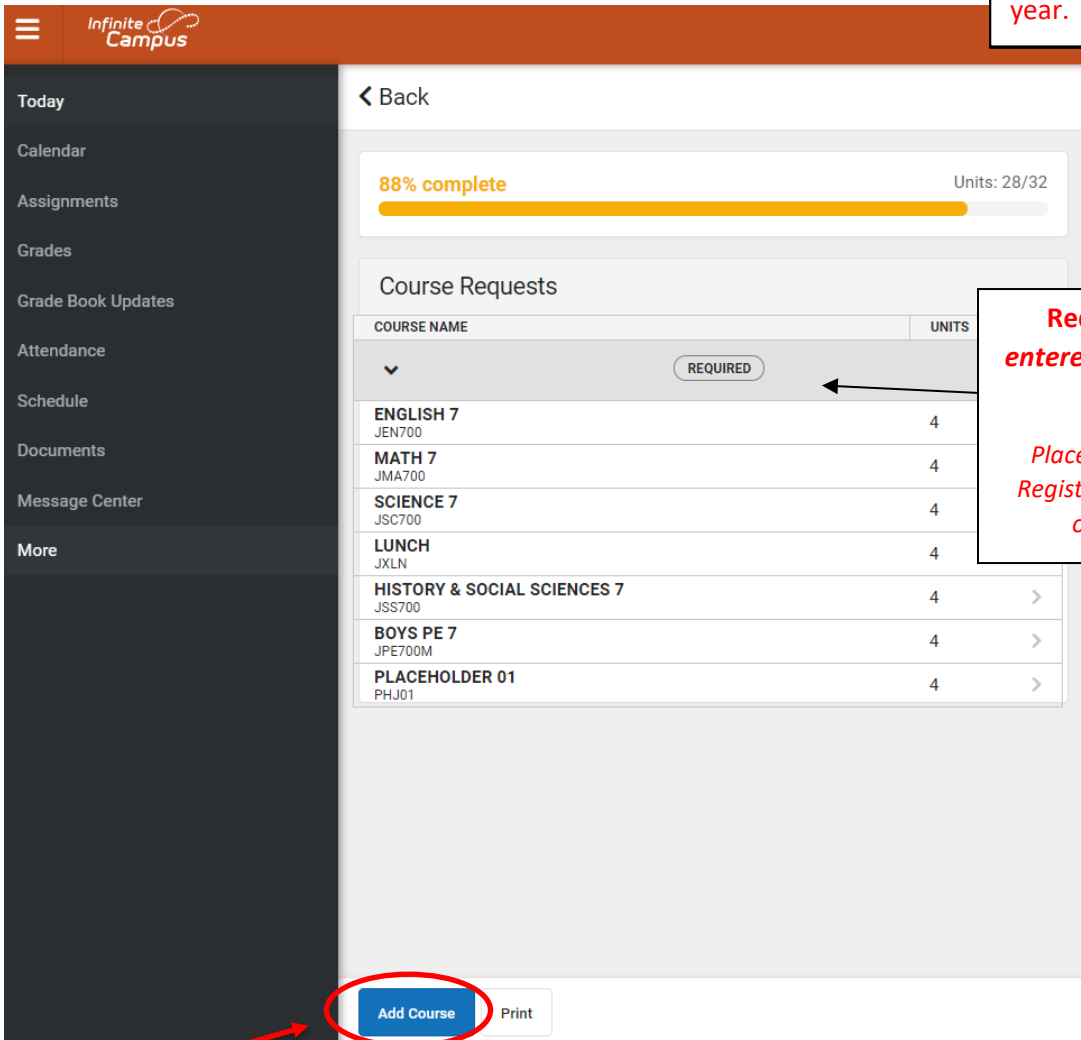 year.
Infinite
Campus
Today
Calendar
Assignments
Grades
Grade Book Updates
Attendance
Schedule
Documents
Message Center
More
Back
88% complete
Units: 28/32
Course Requests
COURSE NAME
UNITS
REQUIRED
ENGLISH 7
JEN700
4
MATH 7
JMA700
4
SCIENCE 7
JSC700
4
LUNCH
JXLN
4
HISTORY & SOCIAL SCIENCES 7
JSS700
4
BOYS PE 7
JPE700M
4
PLACEHOLDER 01
PHJ01
4
Add Course
Print